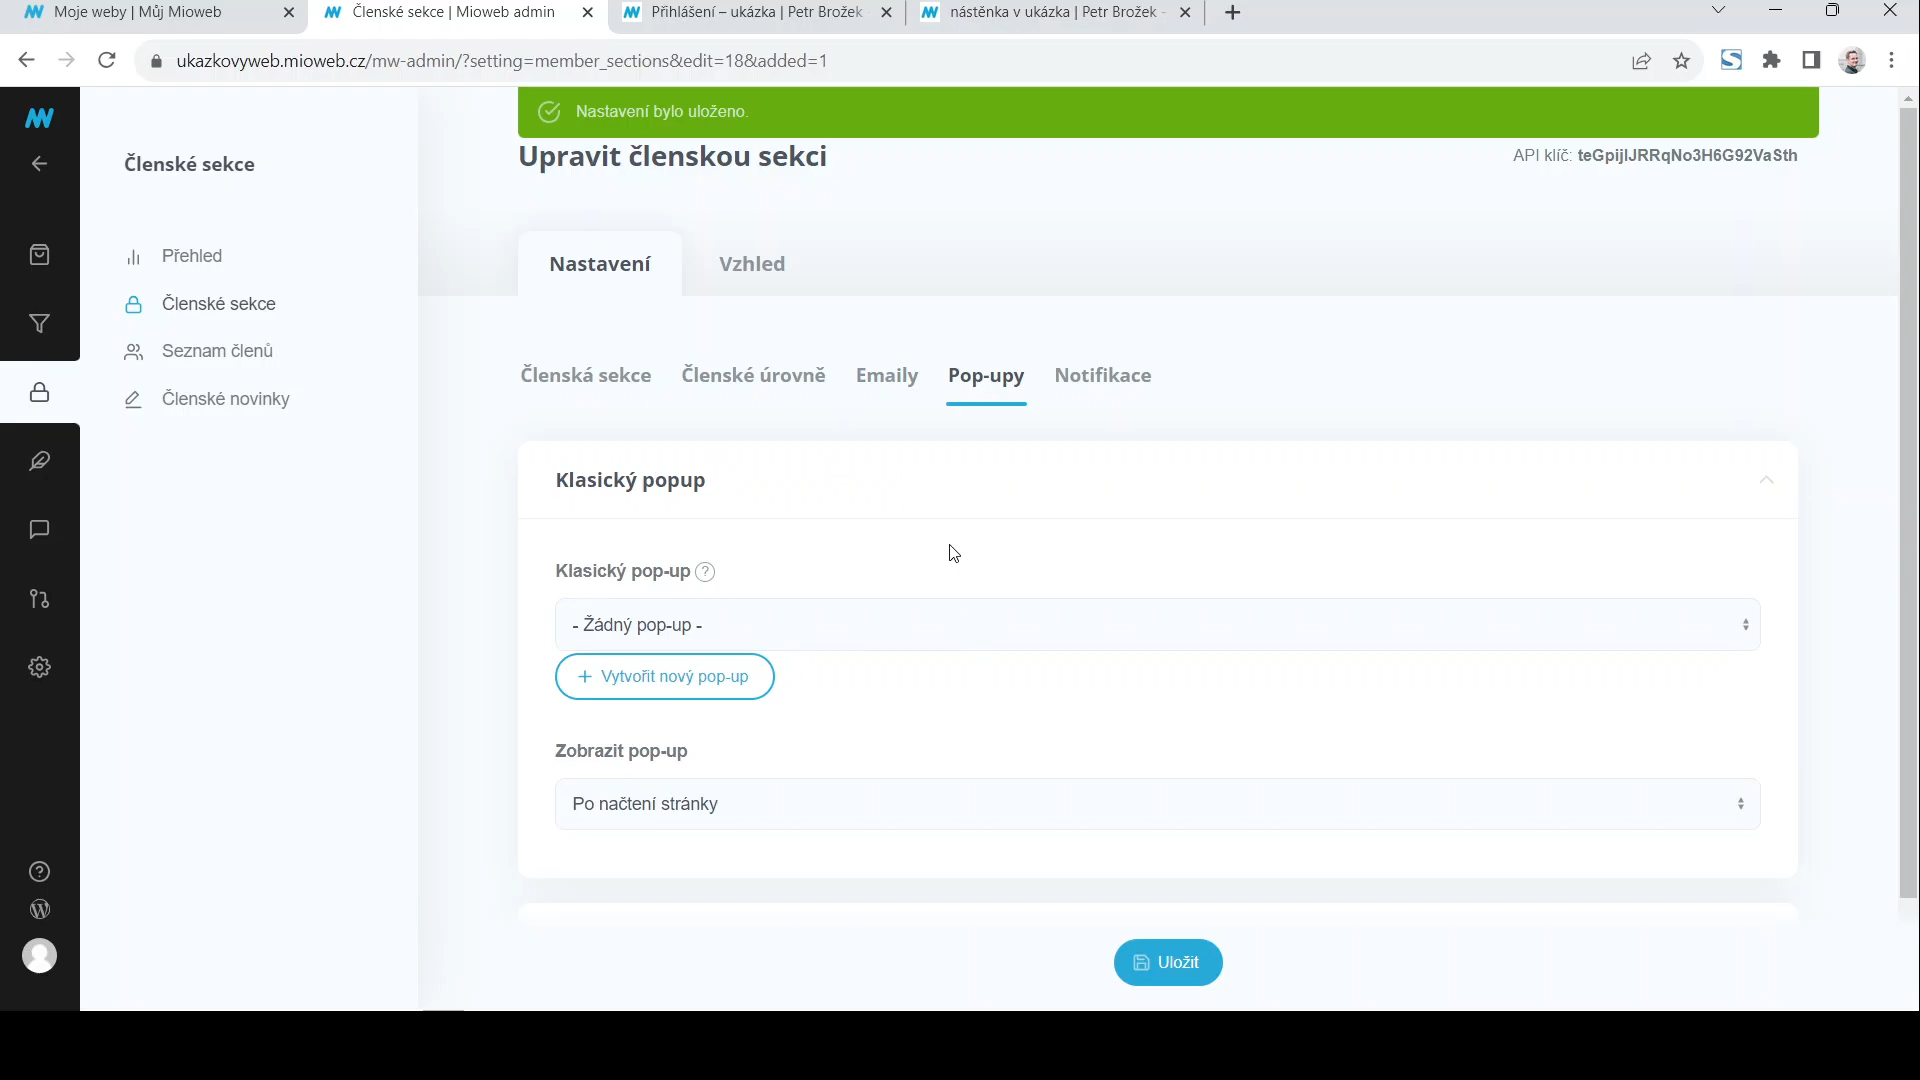 Moje weby | Můj Mioweb
Členské sekce | Mioweb admin
Přihlášení – ukázka | Petr Brožek
nástěnka v ukázka | Petr Brožek -
ukazkovyweb.mioweb.cz/mw-admin/?setting=member_sections&edit=18&added=1
Nastavení bylo uloženo.
Členské sekce
Upravit členskou sekci
API klíč: teGpijlJRRqNo3H6G92VaSth
Přehled
Členské sekce
Seznam členů
Členské novinky
Nastavení
Vzhled
Členská sekce
Členské úrovně
Emaily
Pop-upy
Notifikace
Klasický popup
Klasický pop-up ?
- Žádný pop-up -
+ Vytvořit nový pop-up
Zobrazit pop-up
Po načtení stránky
Uložit